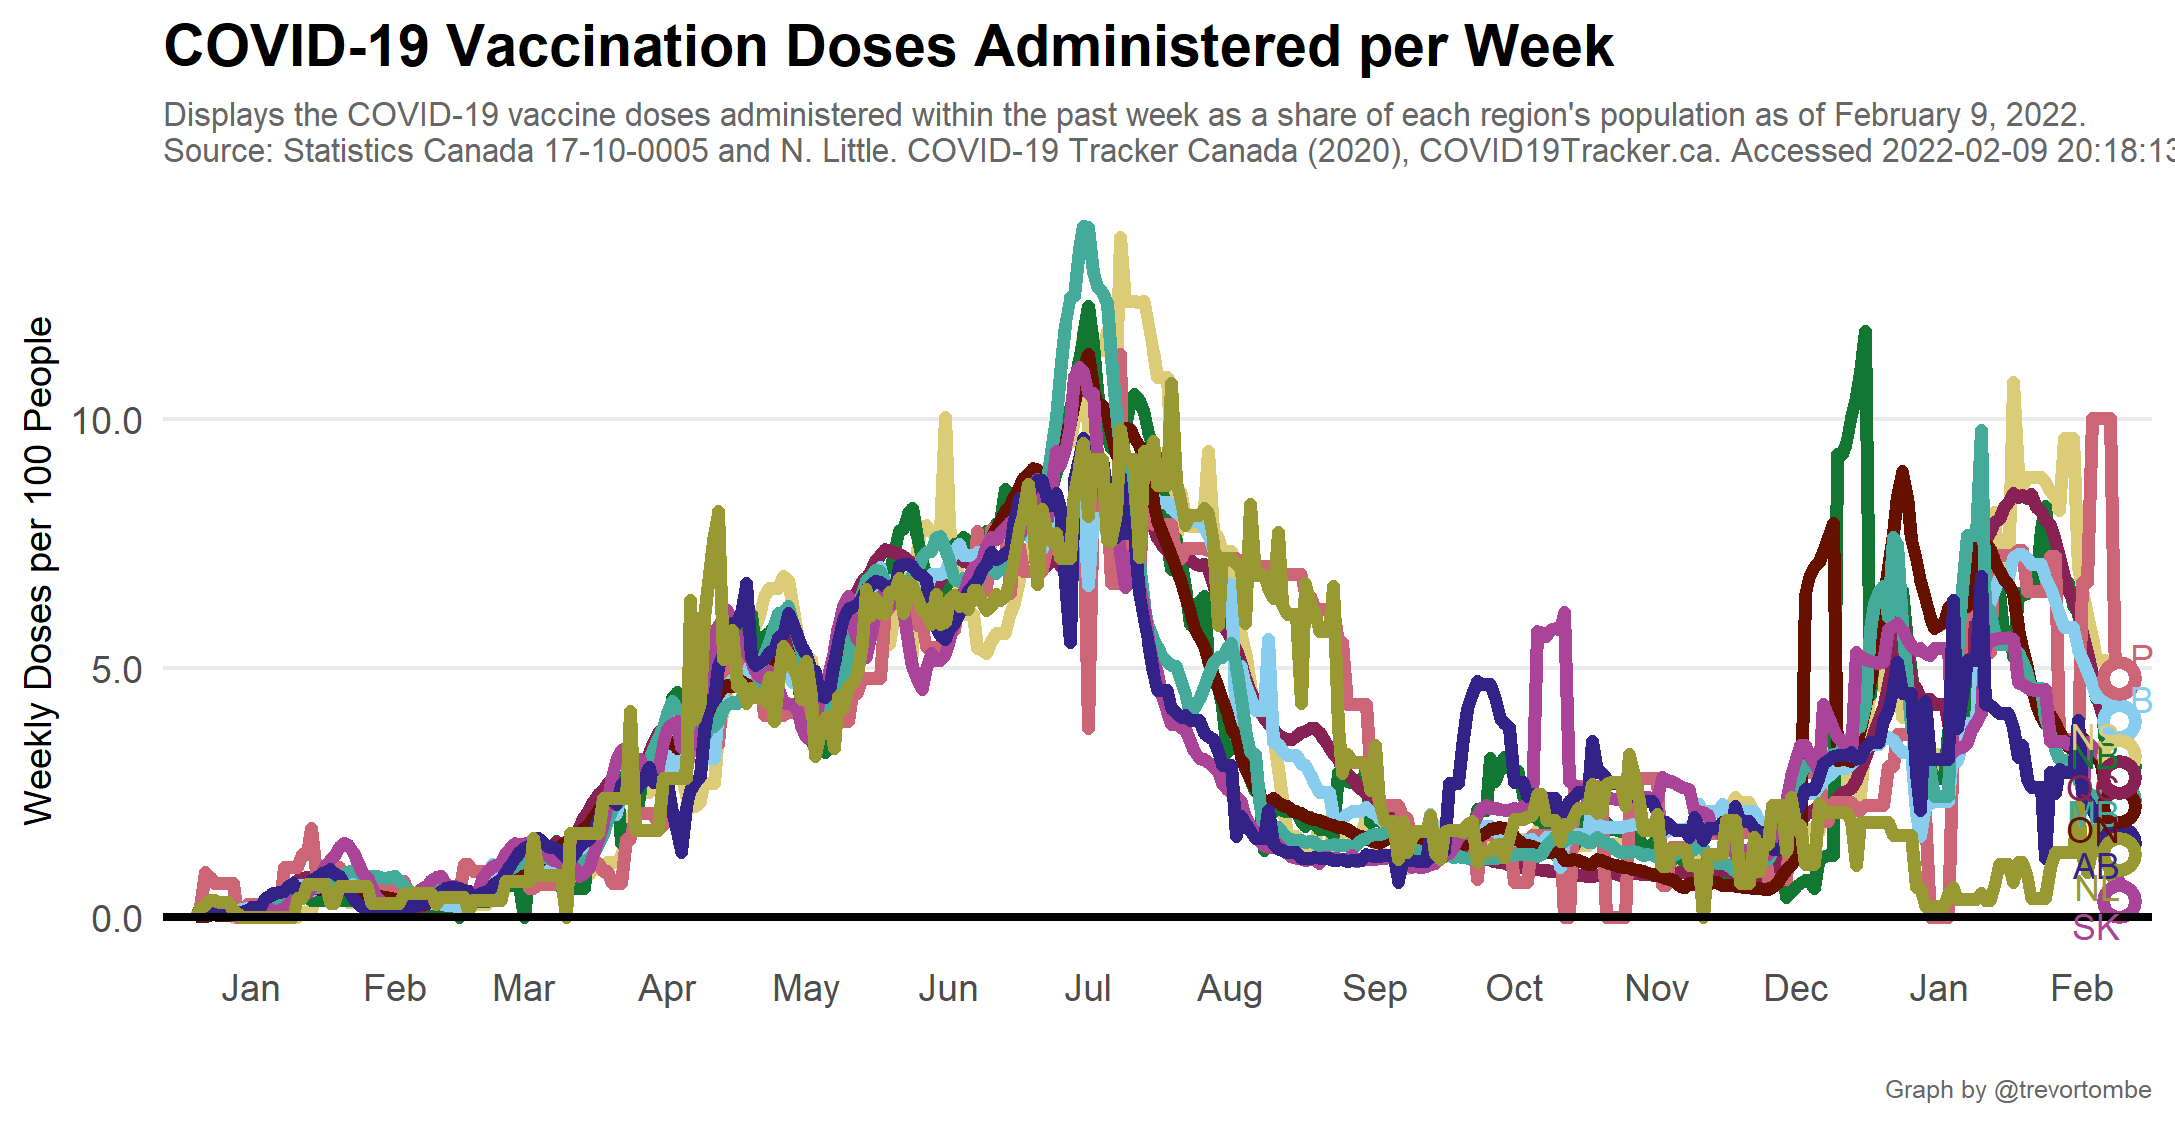 COVID-19 Vaccination Doses Administered per Week
Displays the COVID-19 vaccine doses administered within the past week as a share of each region's population as of February 9, 2022.
Source: Statistics Canada 17-10-0005 and N. Little. COVID-19 Tracker Canada (2020), COVID19Tracker.ca. Accessed 2022-02-09 20:18:13
Weekly Doses per 100 People
10.0
5.0
0.0
P
B
NS
NB
QC
MB
ON
AB
NL
SK
Jan Feb Mar Apr May Jun Jul Aug Sep Oct Nov Dec Jan Feb
Graph by @trevortombe